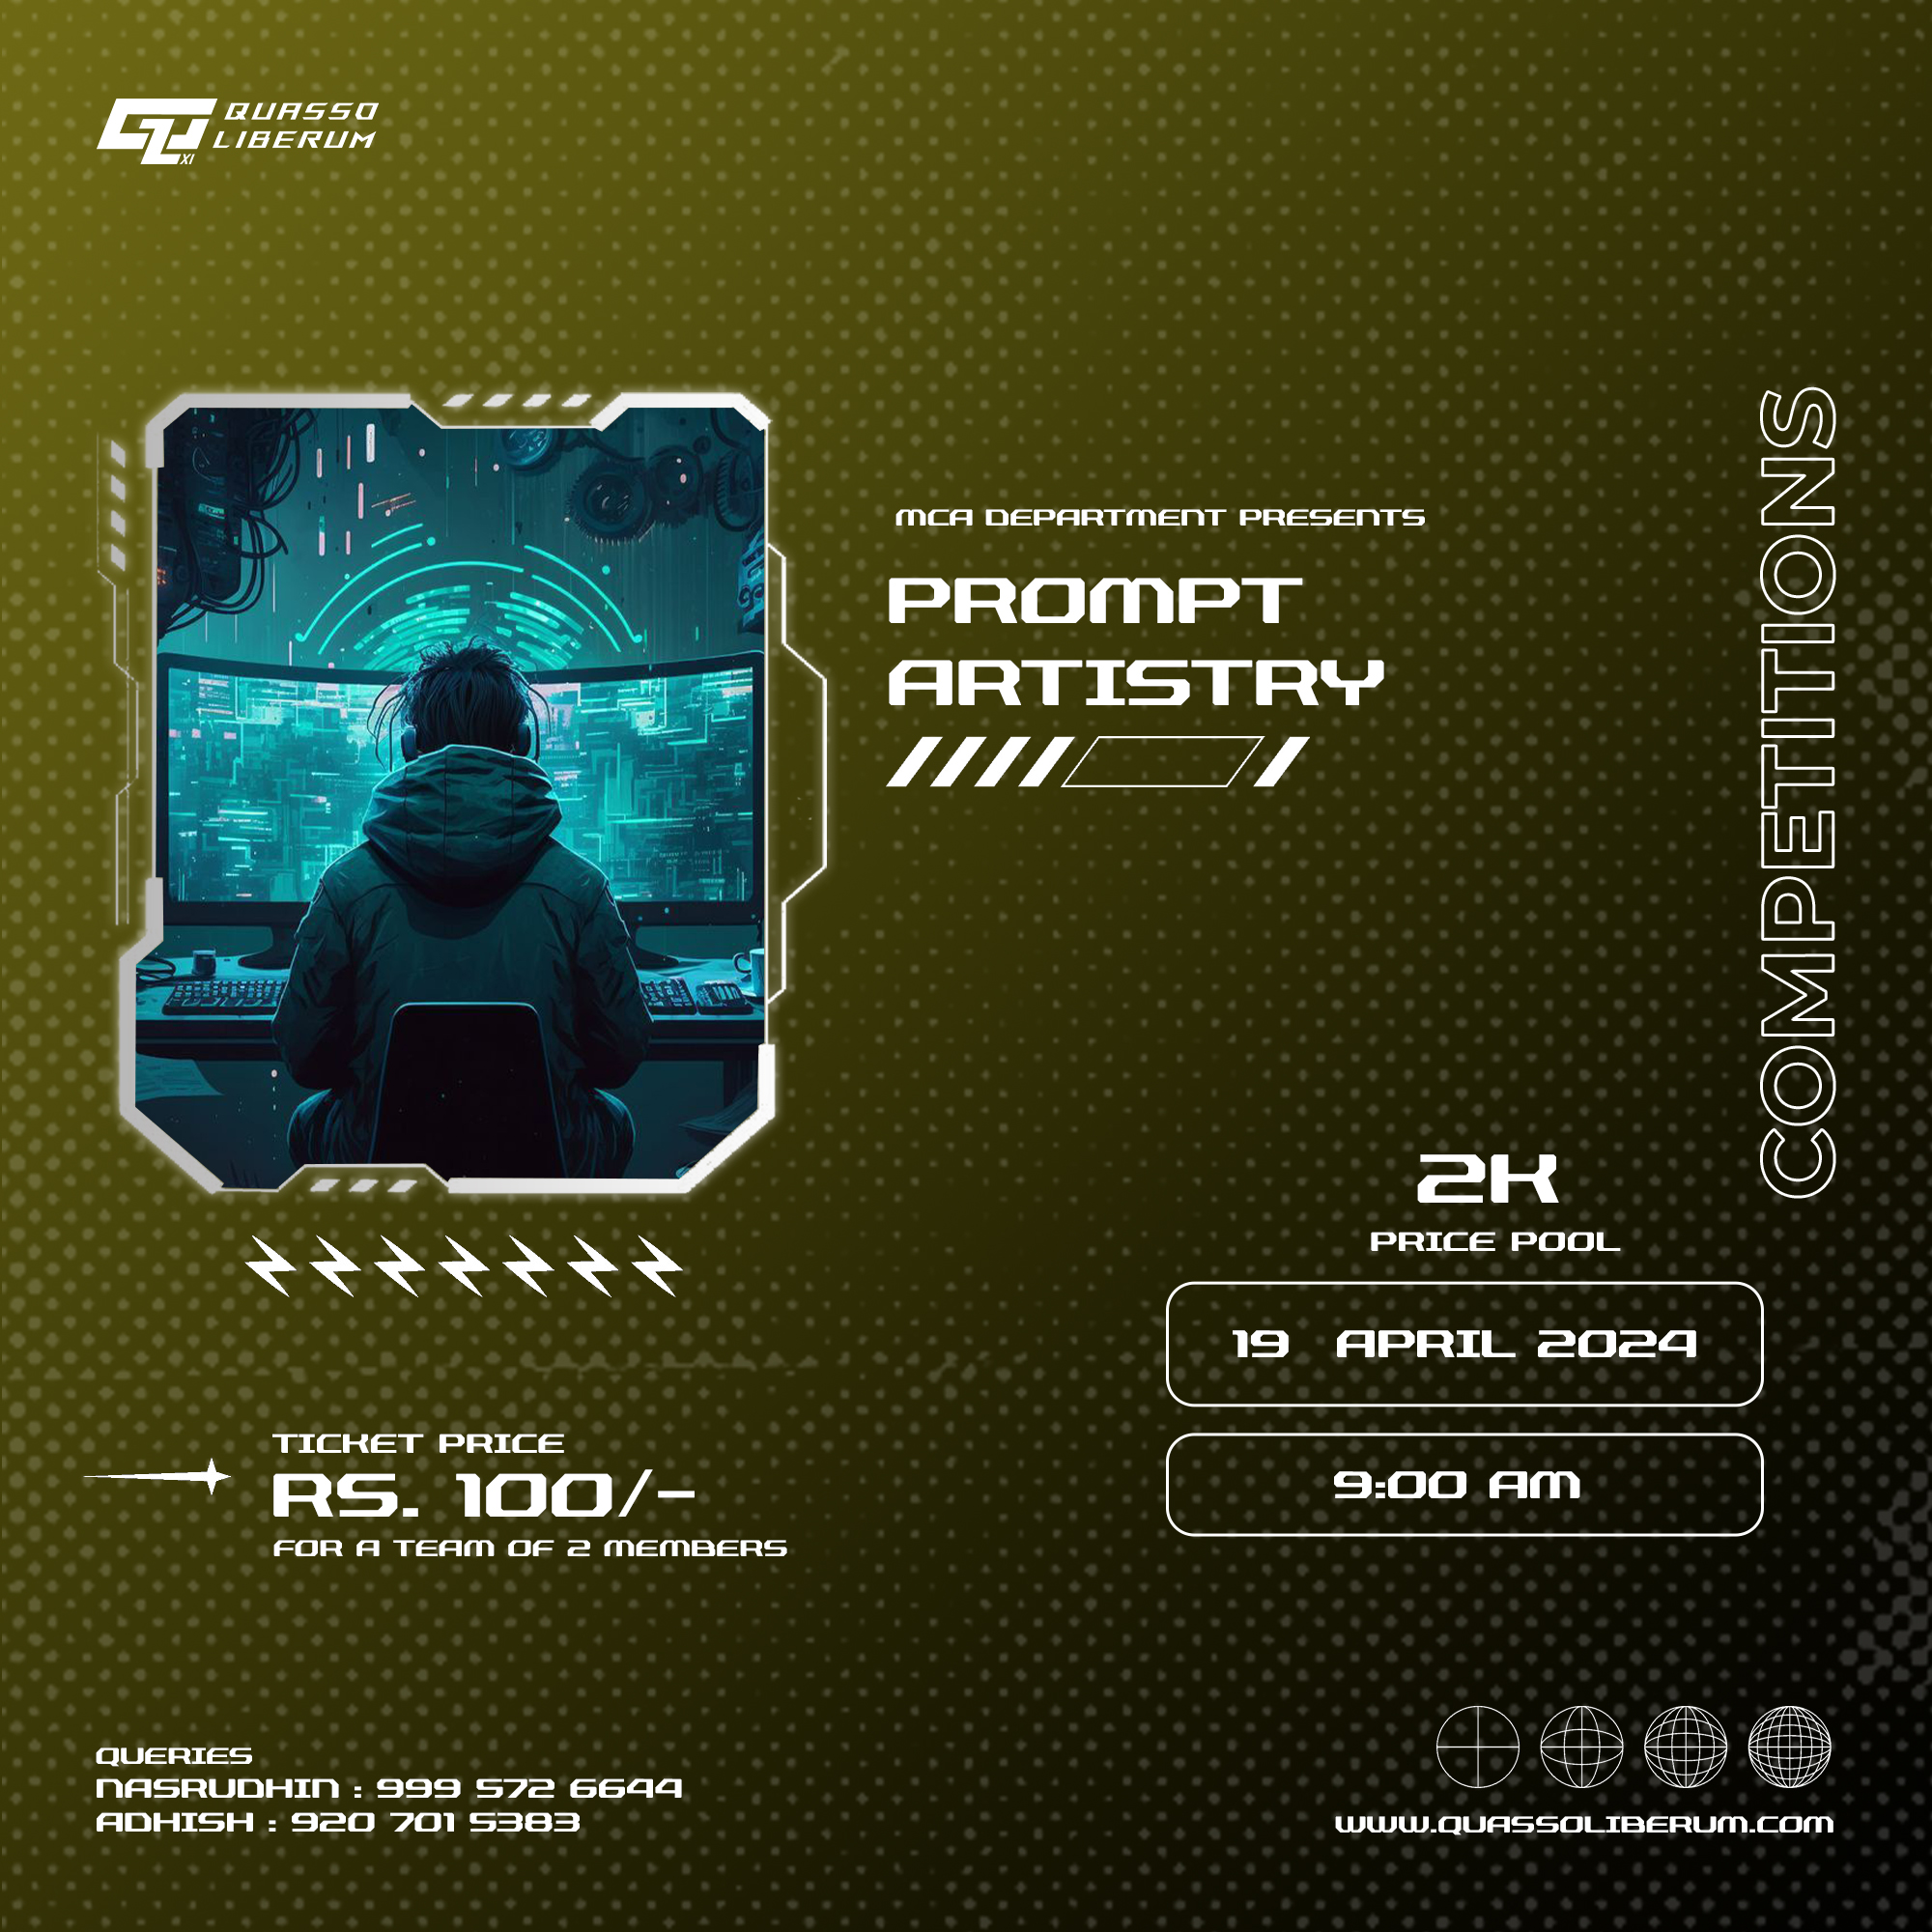 QUASSO
LIBERUM
XI
MCA DEPARTMENT PRESENTS
PROMPT
ARTISTRY
COMPETITIONS
2K
PRICE POOL
19 APRIL 2024
9:00 AM
TICKET PRICE
RS. 100/-
FOR A TEAM OF 2 MEMBERS
QUERIES
NASRUDHIN : 999 572 6644
ADHISH : 920 701 5383
WWW.QUASSOLIBERUM.COM